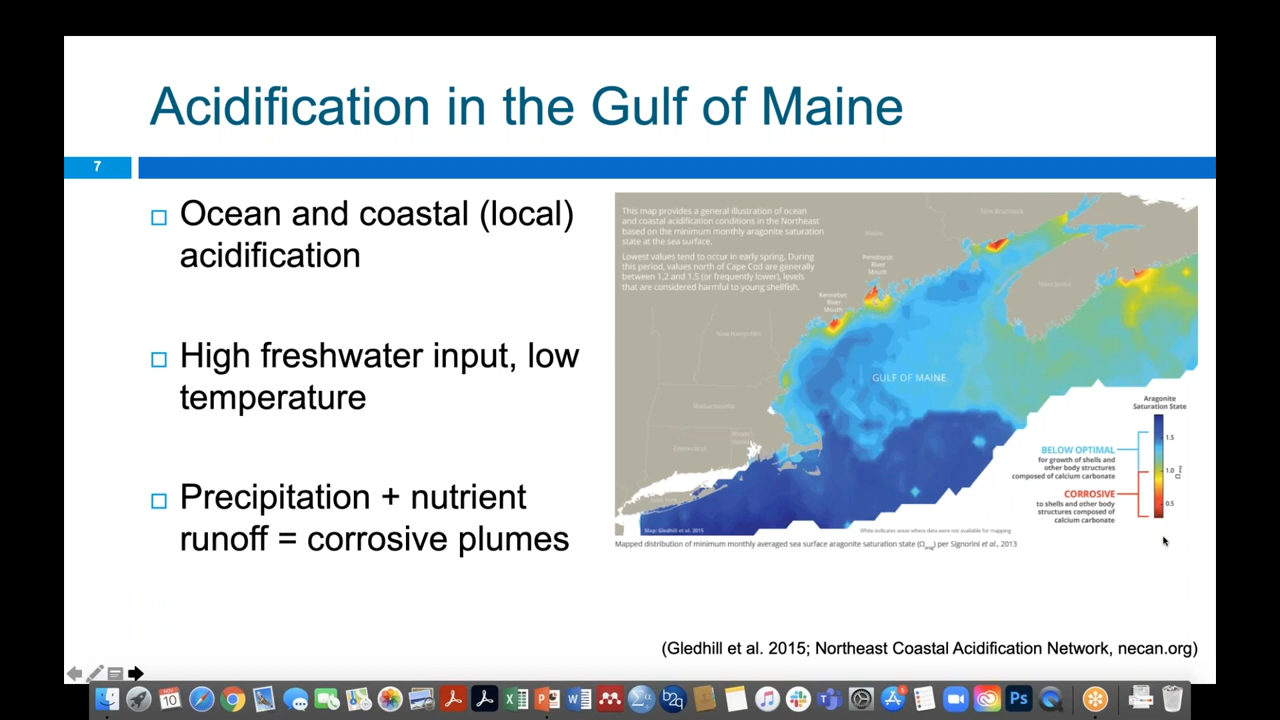 Acidification in the Gulf of Maine
7
Ocean and coastal (local)
acidification
High freshwater input, low
temperature
Precipitation + nutrient
runoff = corrosive plumes
This map provides a general illustration of ocean
and coastal acidification conditions in the Northeast
based on the minimum monthly aragonite saturation
state at the sea surface.
Lowest values tend to occur in early spring. During
this period, values north of Cape Cod are generally
between 1.2 and 1.5 (or frequently lower), levels
that are considered harmful to young shellfish.
New Brunswick
Maine
Penobscot
River
Mouth
Nova Scotia
Kennebec
River
Mouth
New Hampshire
GULF OF MAINE
Massachusetts
Connecticut
Rhode
Island
Aragonite
Saturation State
1.5
1.0
0.5
Ωarag
BELOW OPTIMAL
for growth of shells and
other body structures
composed of calcium carbonate
CORROSIVE
to shells and other body
structures composed of
calcium carbonate
Map: Gledhill et al. 2015
White indicates areas where data were not available for mapping
Mapped distribution of minimum monthly averaged sea surface aragonite saturation state (Ωarag) per Signorini et al., 2013
(Gledhill et al. 2015; Northeast Coastal Acidification Network, necan.org)
NOV
10
b2q
Ps